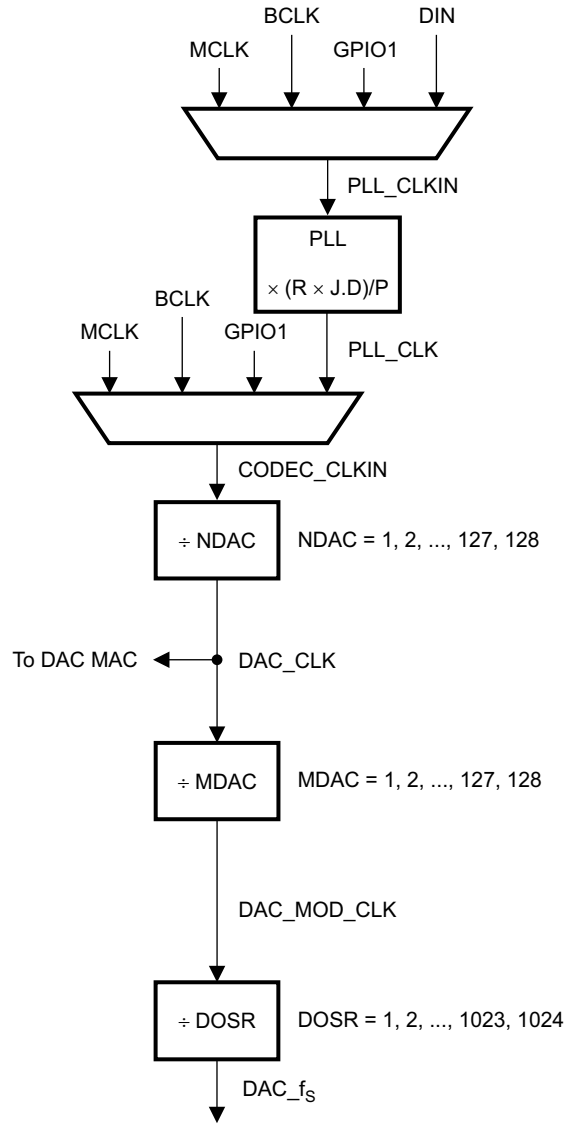 BCLK DIN
MCLK GPIO1
PLL_CLKIN
PLL
× (R × J.D)/P
BCLK
MCLK GPIO1
PLL_CLK
CODEC_CLKIN
÷ NDAC NDAC = 1, 2, ..., 127, 128
To DAC MAC DAC_CLK
÷ MDAC MDAC = 1, 2, ..., 127, 128
DAC_MOD_CLK
÷ DOSR DOSR = 1, 2, ..., 1023, 1024
DAC_fS